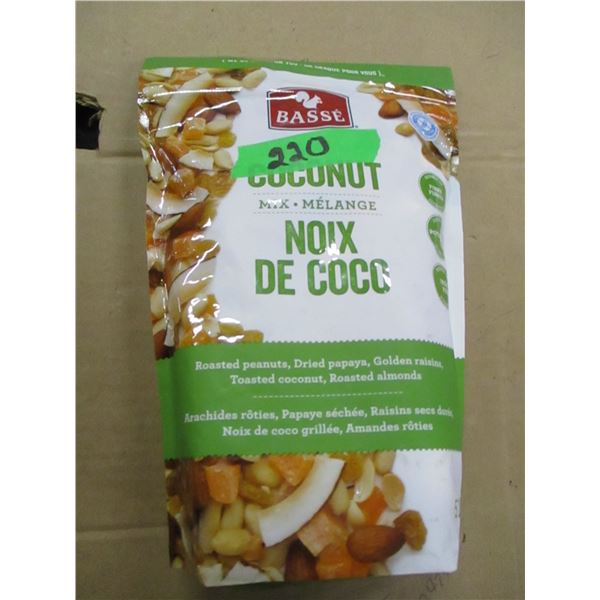 BASSÉ
220
COCONUT
MIX • MÉLANGE
NOIX
DE COCO
Roasted peanuts, Dried papaya, Golden raisins,
Toasted coconut, Roasted almonds
Arachides rôties, Papaye séchée, Raisins secs dorés,
Noix de coco grillée, Amandes rôties